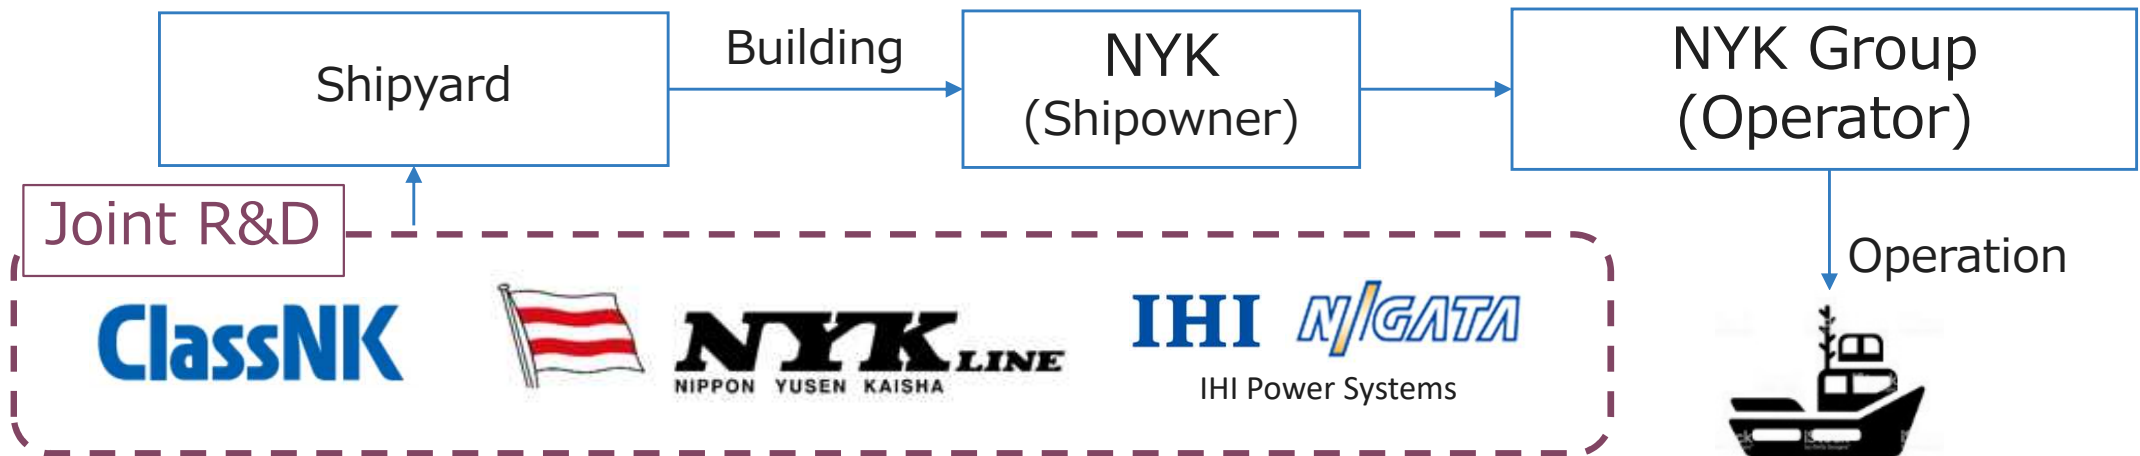 Shipyard
Building
NYK
(Shipowner)
NYK Group
(Operator)
Joint R&D
Operation
ClassNK
NYK LINE
NIPPON YUSEN KAISHA
IHI NIIGATA
IHI Power Systems